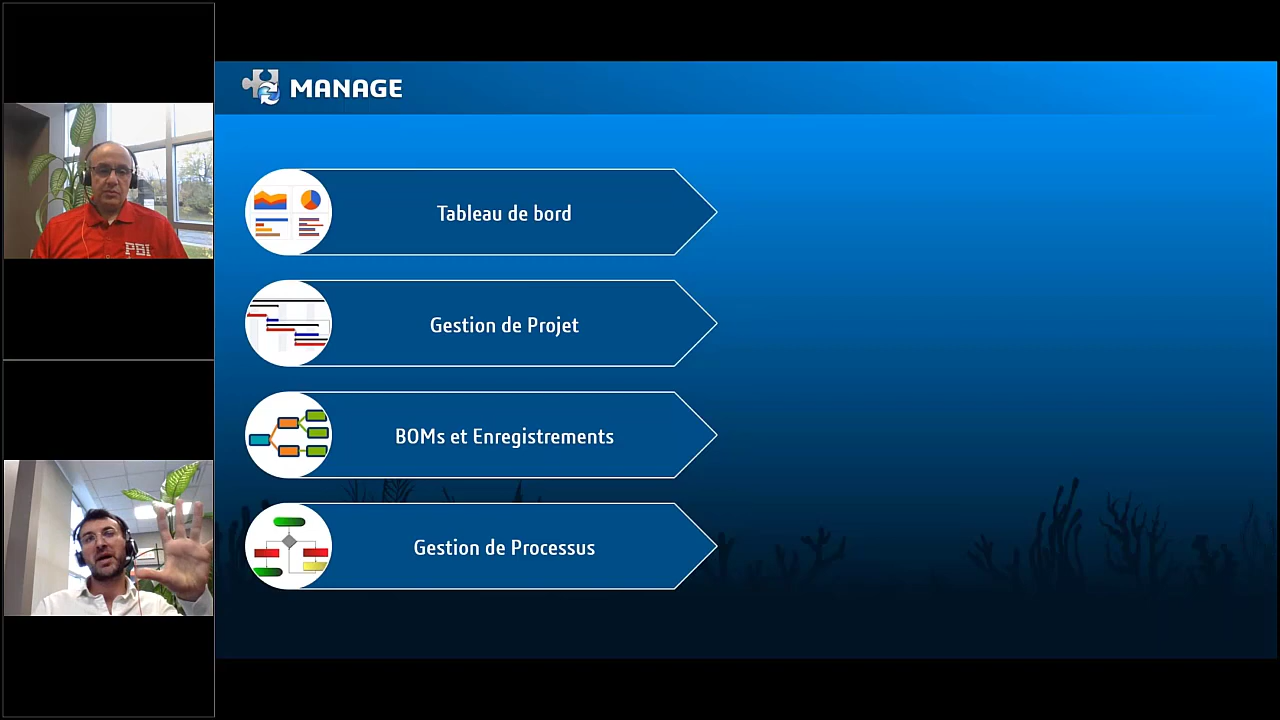 MANAGE
PBI
Tableau de bord
Gestion de Projet
BOMs et Enregistrements
Gestion de Processus